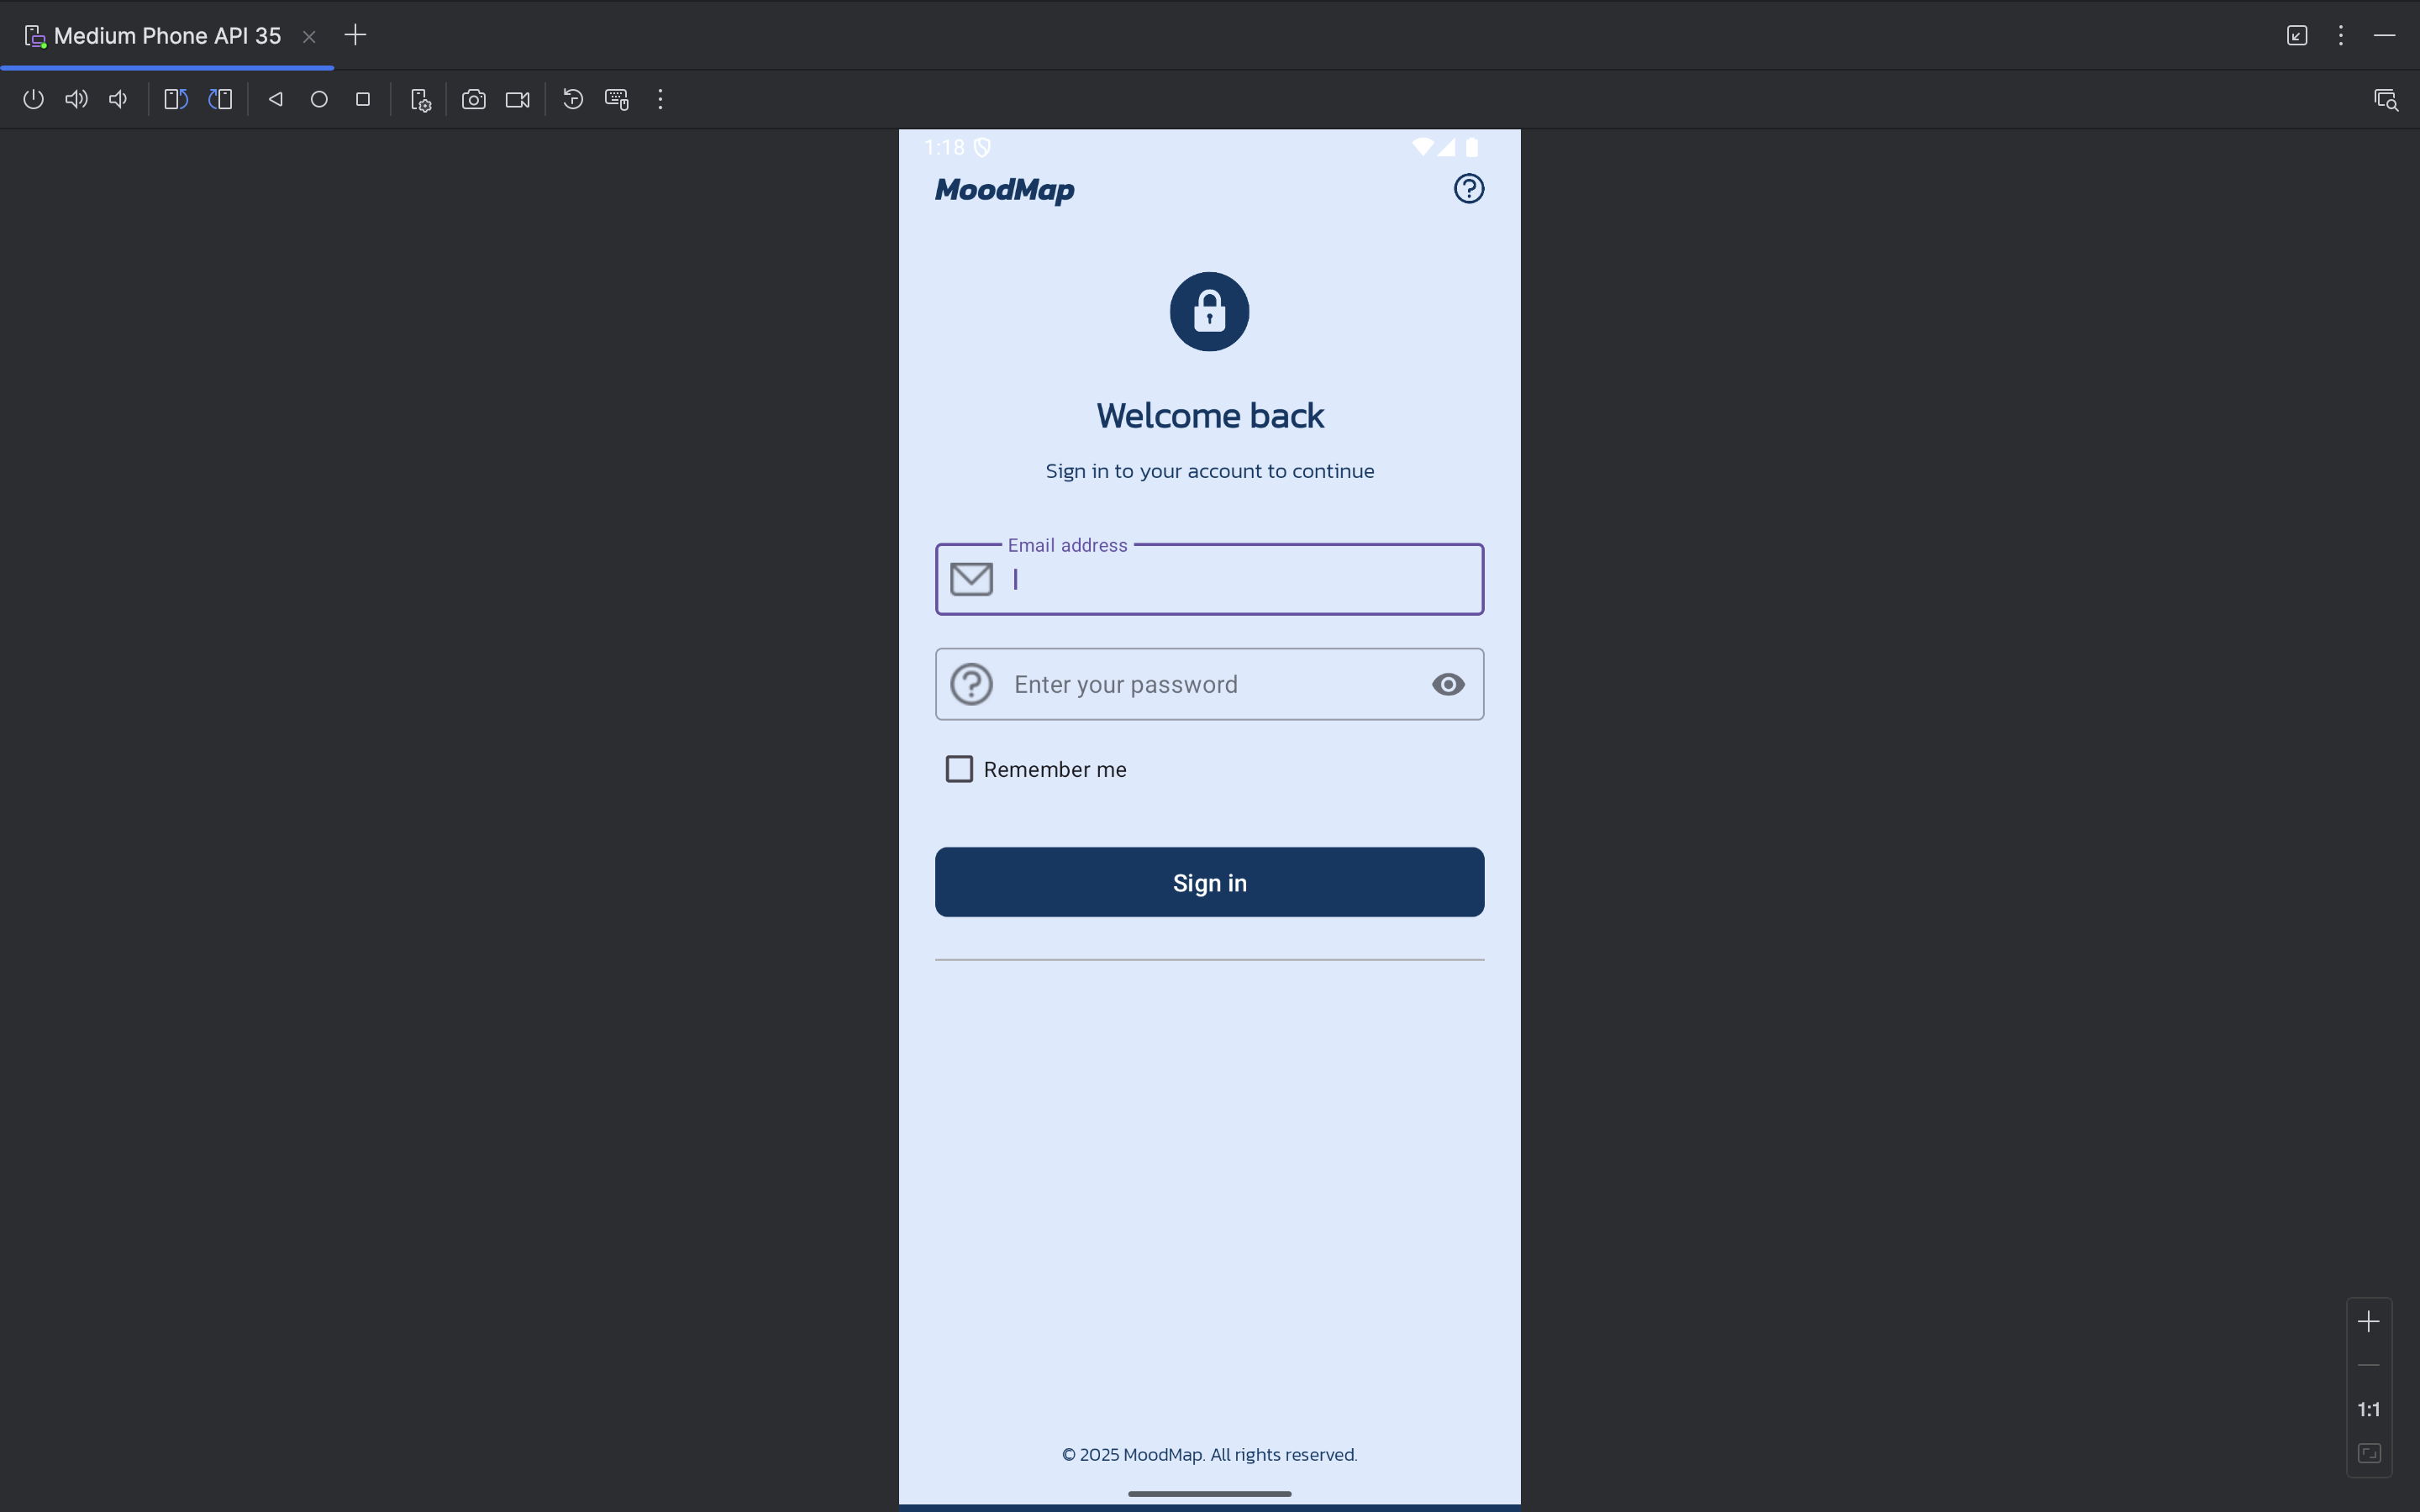 Medium Phone API 35
1:18
MoodMap
Welcome back
Sign in to your account to continue
Email address
Enter your password
Remember me
Sign in
© 2025 MoodMap. All rights reserved.
1:1